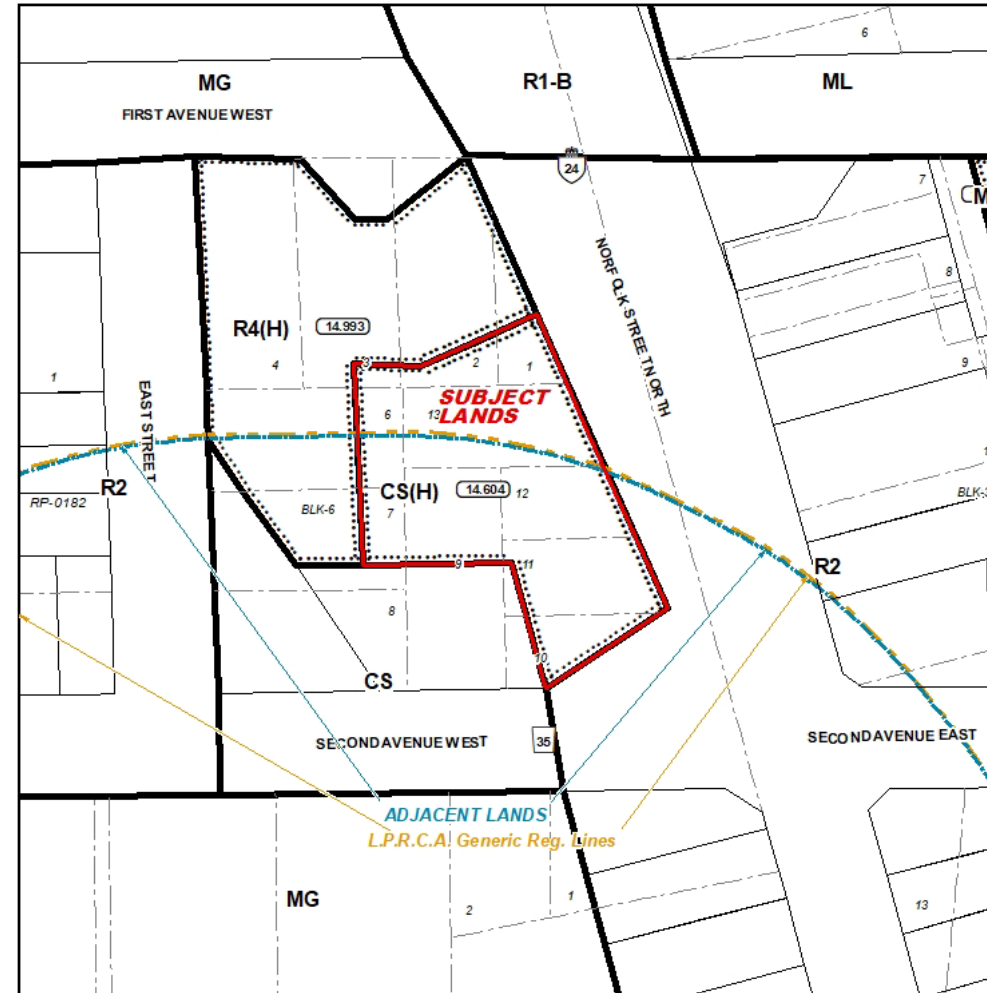 6
MG
R1-B
ML
FIRST AVENUE WEST
24
7
NORFOLK STREET NORTH
8
R4(H)
14.993
3
2
1
4
9
1
EAST STREET
SUBJECT
LANDS
6
13
R2
RP-0182
CS(H)
14.604
12
BLK-6
7
R2
9
11
8
10
CS
SECOND AVENUE WEST
35
SECOND AVENUE EAST
ADJACENT LANDS
L.P.R.C.A. Generic Reg. Lines
MG
2
1
13